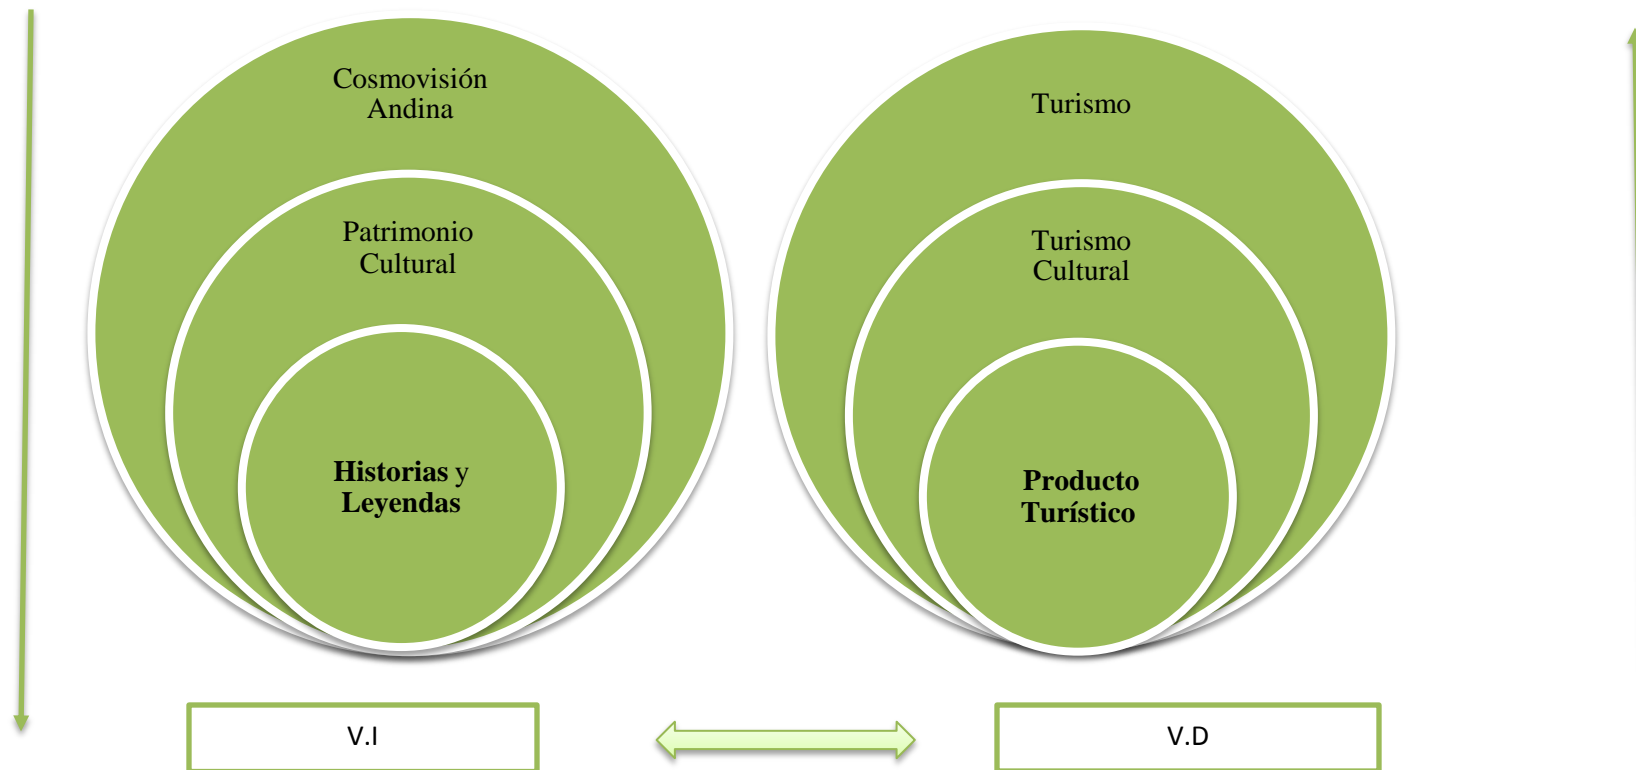 Cosmovisión
Andina
Patrimonio
Cultural
Historias y
Leyendas
Turismo
Turismo
Cultural
Producto
Turístico
V.I
V.D